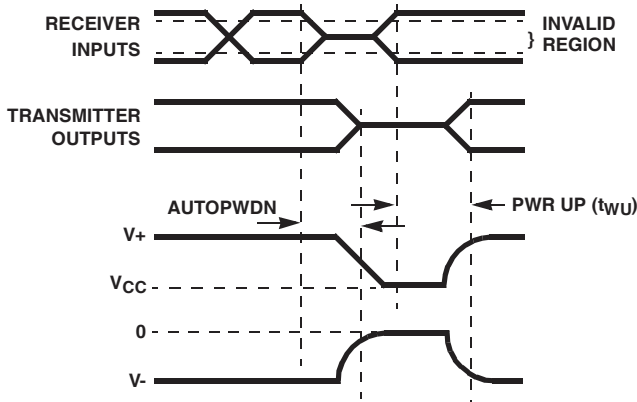 RECEIVER
INPUTS
} INVALID
REGION
TRANSMITTER
OUTPUTS
AUTOPWDN
PWR UP (tWU)
V+
VCC
0
V-